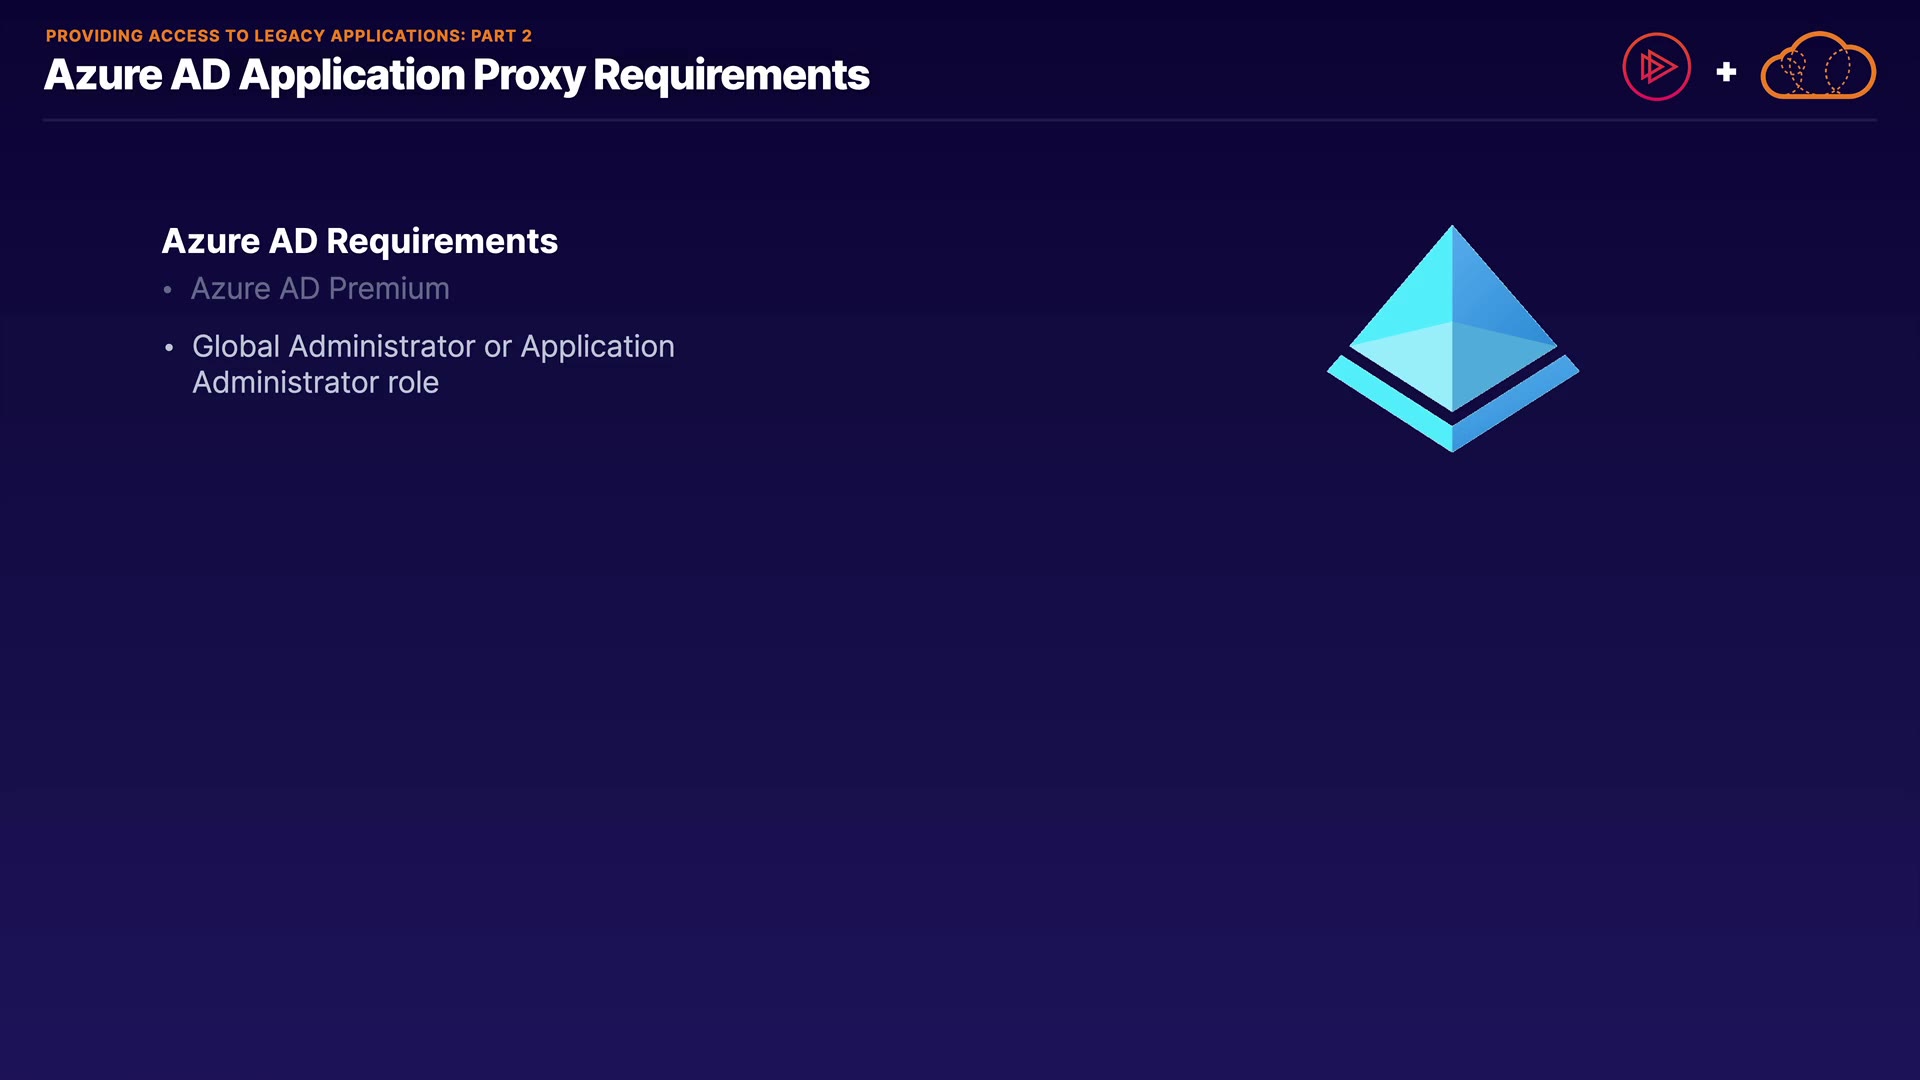 PROVIDING ACCESS TO LEGACY APPLICATIONS: PART 2
Azure AD Application Proxy Requirements
Azure AD Requirements
• Azure AD Premium
• Global Administrator or Application
Administrator role